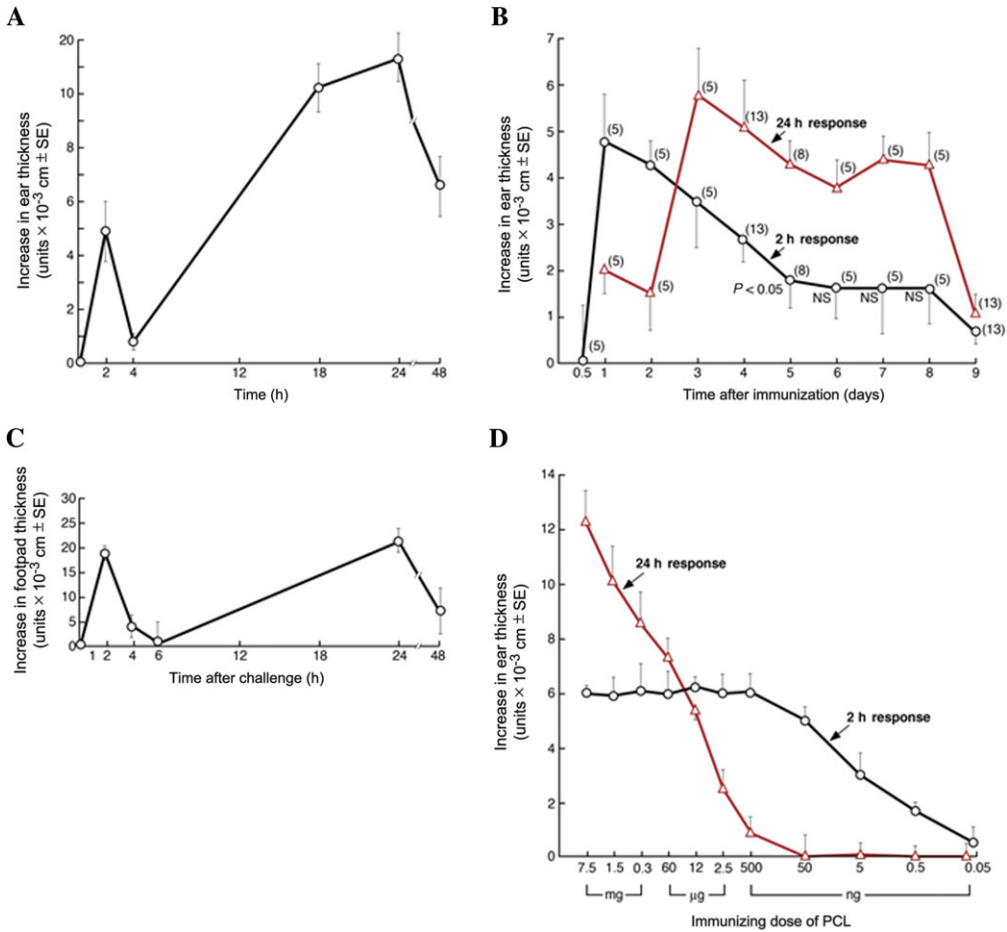 A
Increase in ear thickness
(units × 10⁻³ cm ± SE)
20
10
8
6
4
2
0
2 4 12 18 24 48
Time (h)
B
Increase in ear thickness
(units × 10⁻³ cm ± SE)
7
6
5
4
3
2
1
0
(5) (5) (5) (13) (8) (5) (5) (5) (13)
24 h response
(5) (5) (5) (13) (8) (5) (5) (5) (13)
2 h response
P < 0.05 NS NS NS
0.5 1 2 3 4 5 6 7 8 9
Time after immunization (days)
C
Increase in footpad thickness
(units × 10⁻³ cm ± SE)
30
25
20
15
10
5
0
1 2 4 6 12 18 24 48
Time after challenge (h)
D
Increase in ear thickness
(units × 10⁻³ cm ± SE)
14
12
10
8
6
4
2
0
24 h response
2 h response
7.5 1.5 0.3 60 12 2.5 500 50 5 0.5 0.05
mg μg ng
Immunizing dose of PCL